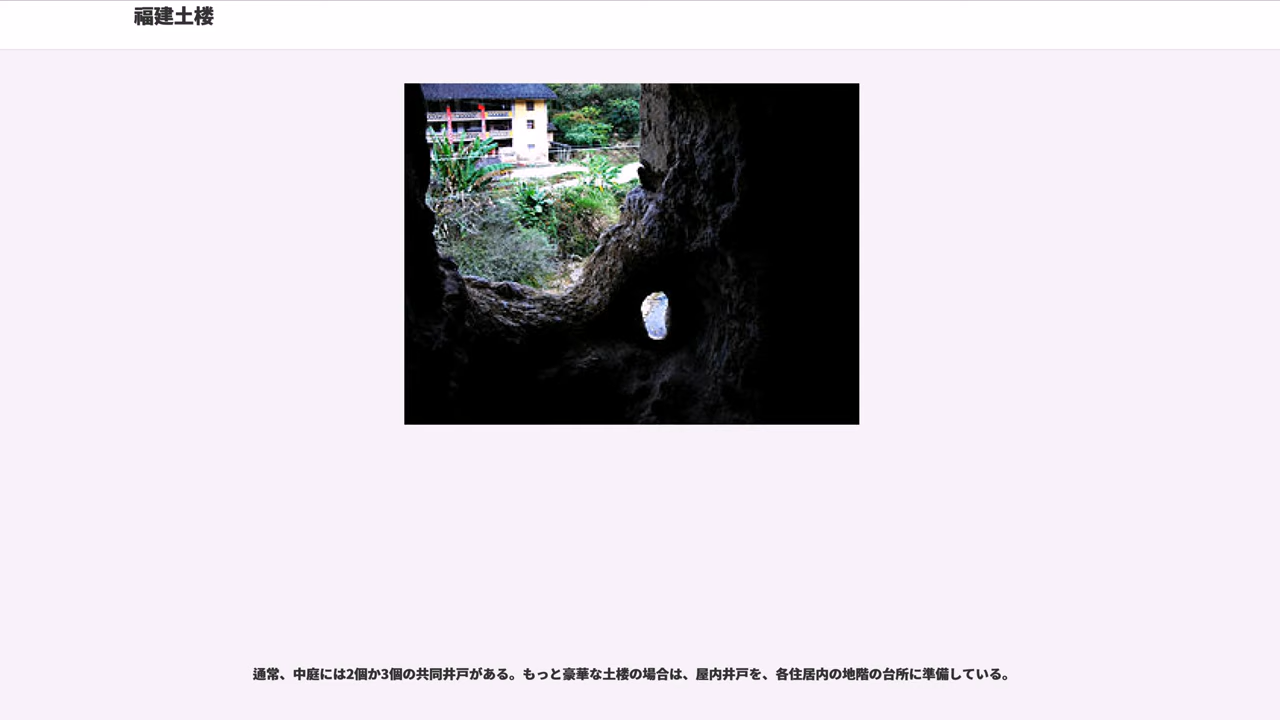 福建土楼
通常、中庭には2個か3個の共同井戸がある。もっと豪華な土楼の場合は、屋内井戸を、各住居内の地階の台所に準備している。